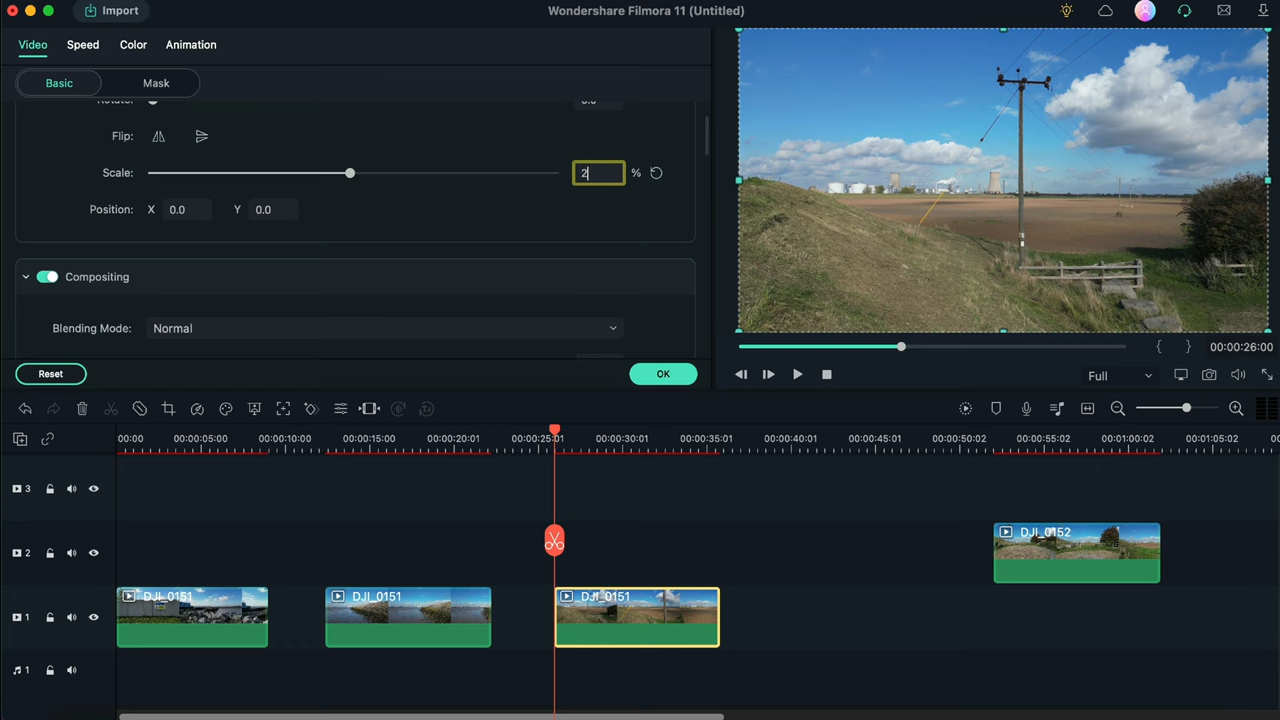 Import
Wondershare Filmora 11 (Untitled)
Video Speed Color Animation
Basic Mask
Rotate: 0.0
Flip:
Scale: 2 %
Position: X 0.0 Y 0.0
Compositing
Blending Mode: Normal
Reset OK
00:00:26:00
Full
:00:00 00:00:05:00 00:00:10:00 00:00:15:00 00:00:20:01 00:00:25:01 00:00:30:01 00:00:35:01 00:00:40:01 00:00:45:01 00:00:50:02 00:00:55:02 00:01:00:02 00:01:05:02
3
2
DJI_0152
1
DJI_0151
DJI_0151
DJI_0151
1